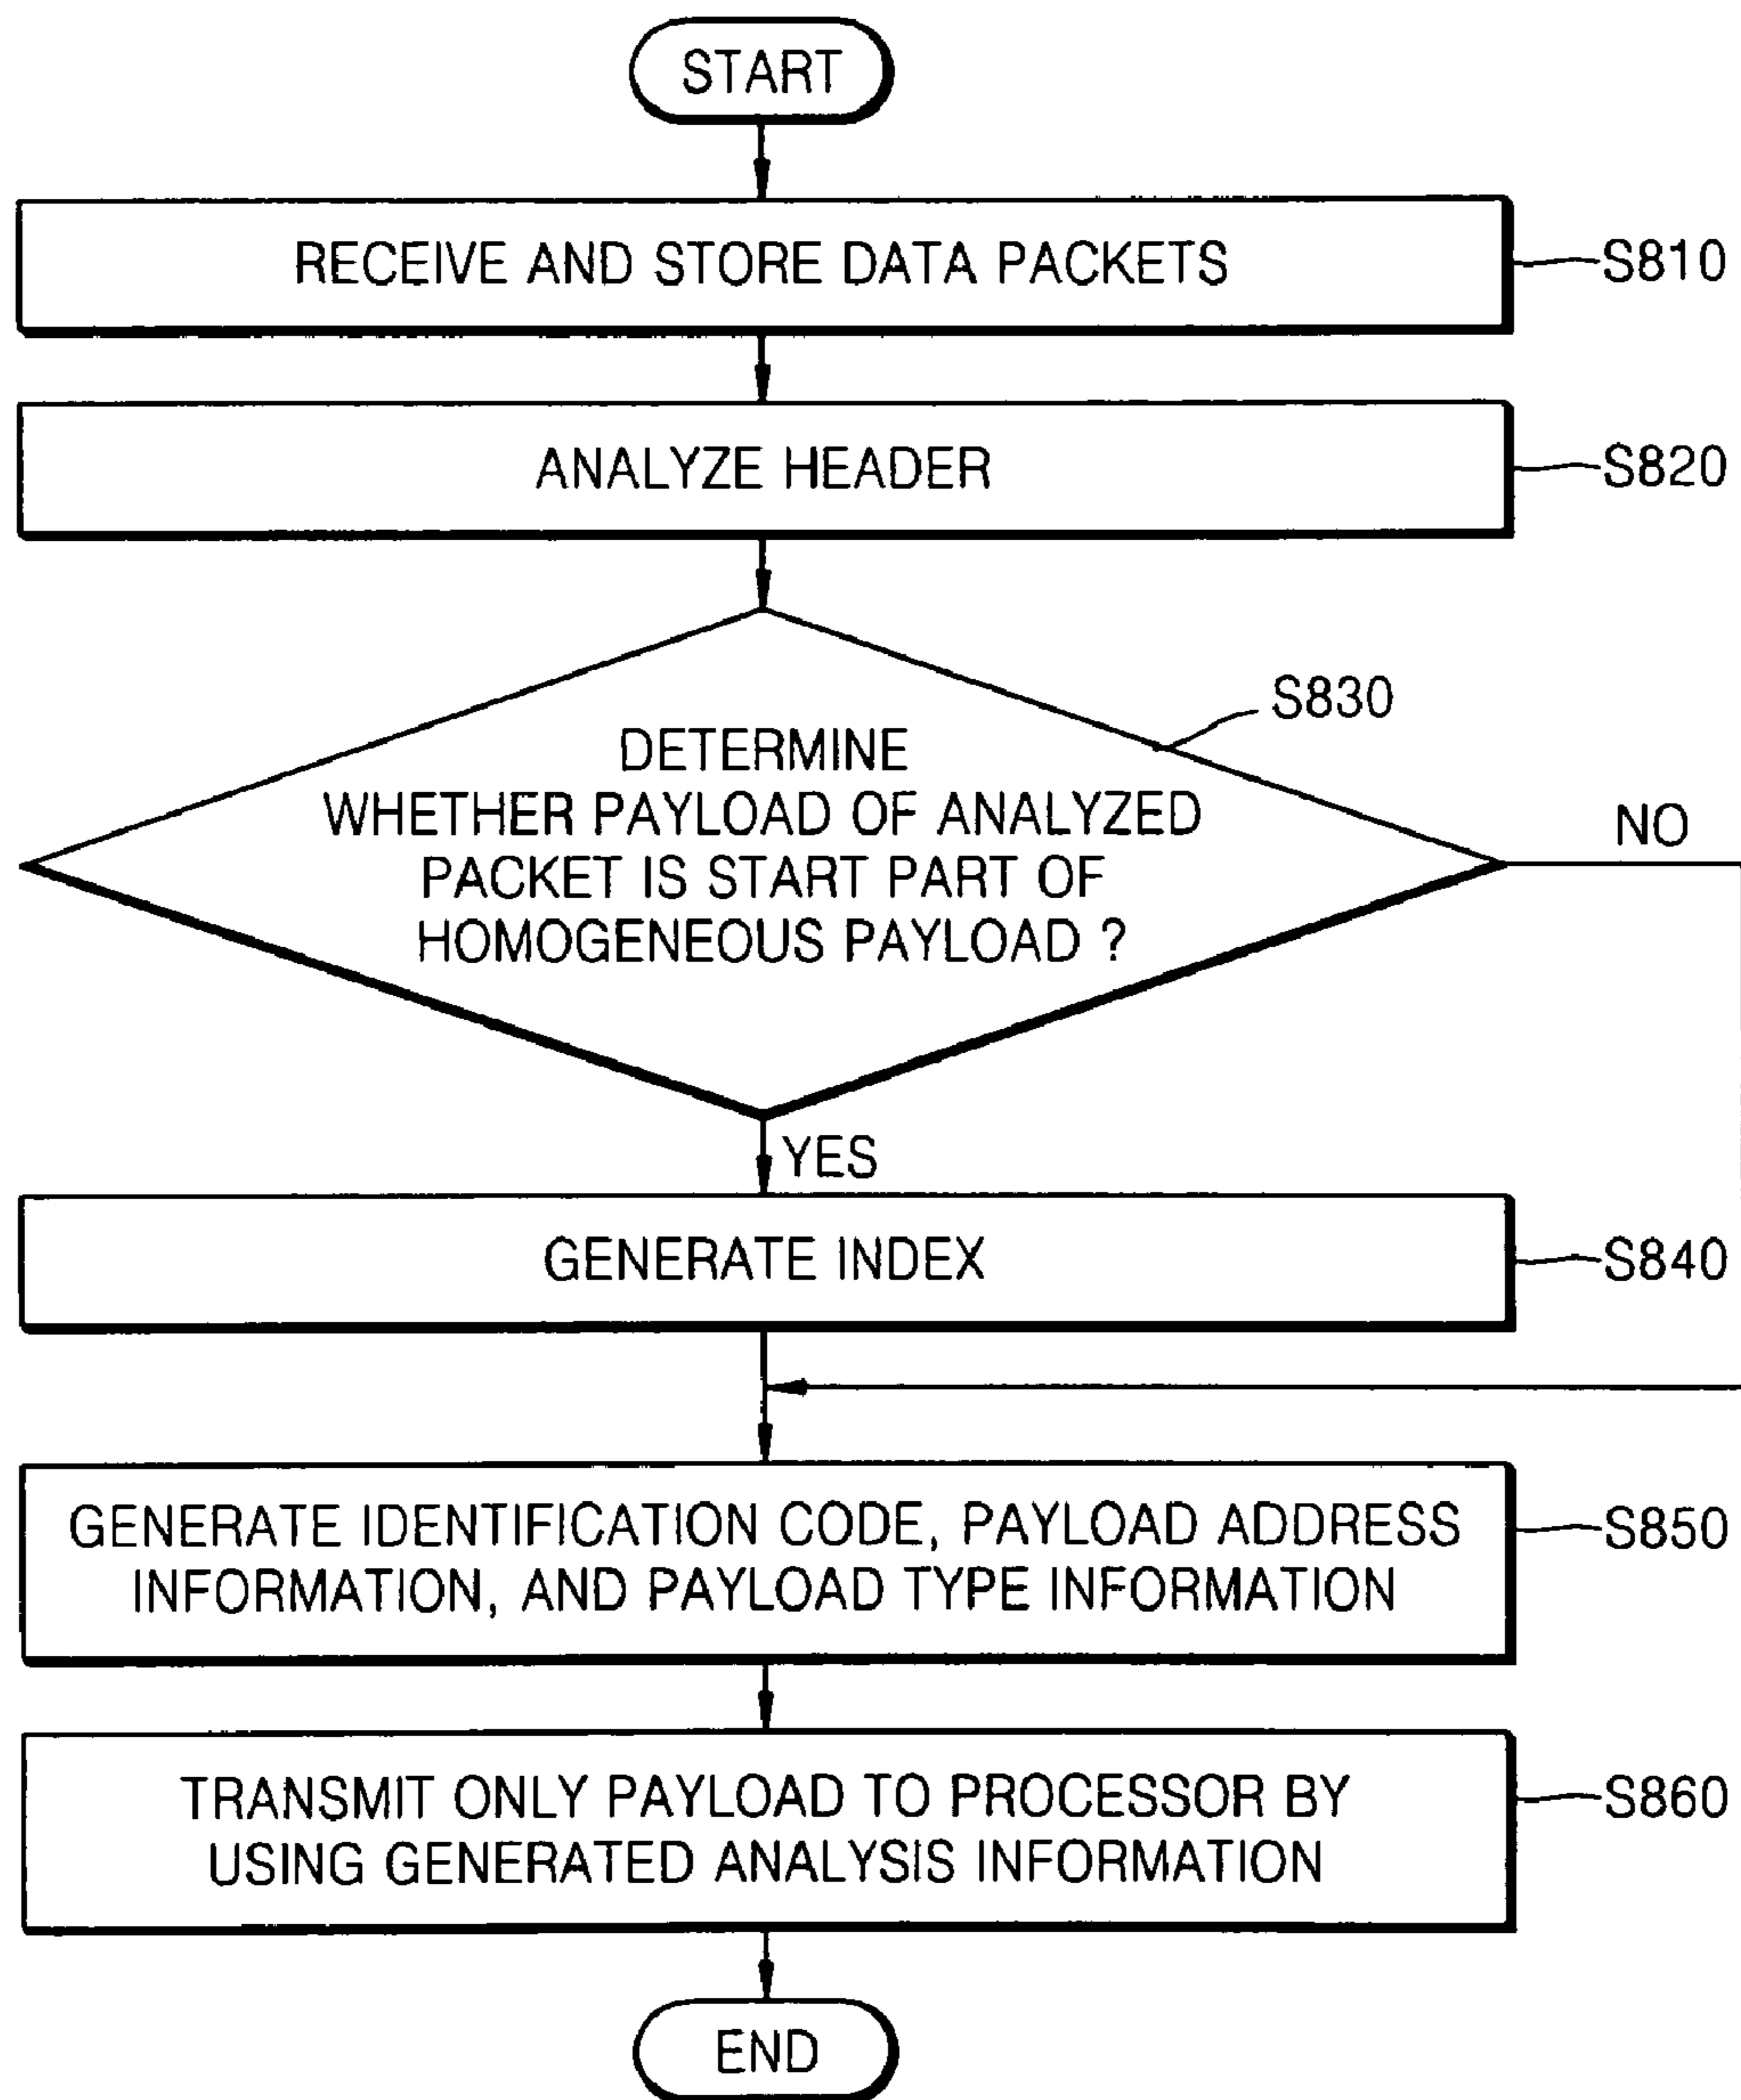 START
RECEIVE AND STORE DATA PACKETS
S810
ANALYZE HEADER
S820
S830
DETERMINE
WHETHER PAYLOAD OF ANALYZED
PACKET IS START PART OF
HOMOGENEOUS PAYLOAD ?
NO
YES
GENERATE INDEX
S840
GENERATE IDENTIFICATION CODE, PAYLOAD ADDRESS
INFORMATION, AND PAYLOAD TYPE INFORMATION
S850
TRANSMIT ONLY PAYLOAD TO PROCESSOR BY
USING GENERATED ANALYSIS INFORMATION
S860
END